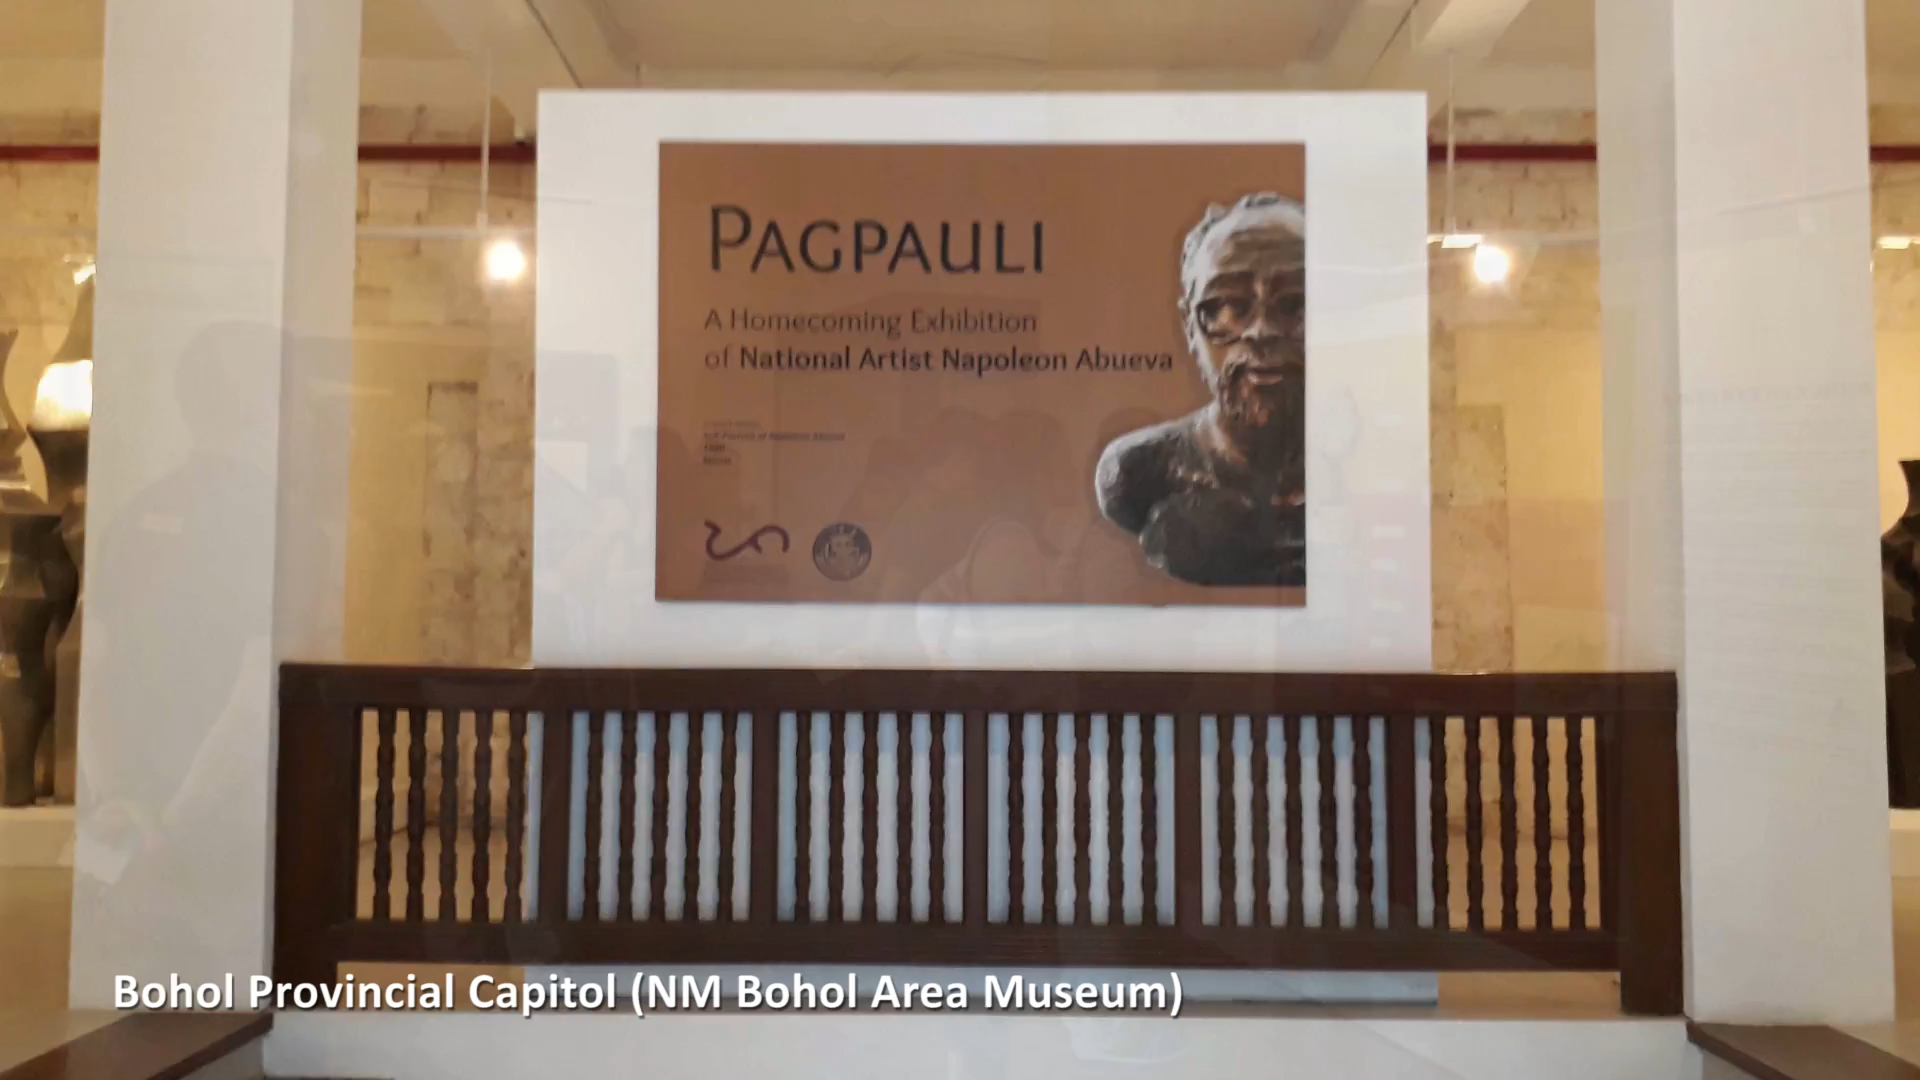 PAGPAULI
A Homecoming Exhibition
of National Artist Napoleon Abueva
Bohol Provincial Capitol (NM Bohol Area Museum)